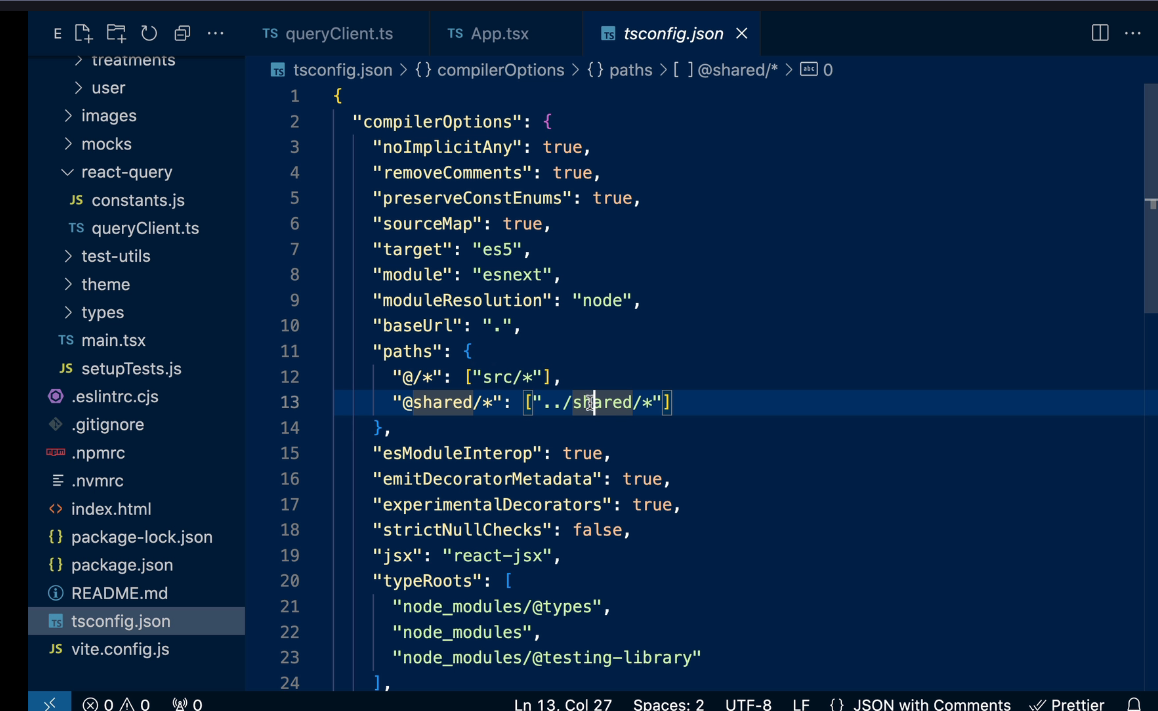 E
TS queryClient.ts
TS App.tsx
TS tsconfig.json
TS tsconfig.json > {} compilerOptions > {} paths > [ ] @shared/* > abc 0
treatments
user
images
mocks
react-query
JS constants.js
TS queryClient.ts
test-utils
theme
types
TS main.tsx
JS setupTests.js
.eslintrc.cjs
.gitignore
.npmrc
.nvmrc
<> index.html
{} package-lock.json
{} package.json
README.md
TS tsconfig.json
JS vite.config.js
1 {
2 "compilerOptions": {
3 "noImplicitAny": true,
4 "removeComments": true,
5 "preserveConstEnums": true,
6 "sourceMap": true,
7 "target": "es5",
8 "module": "esnext",
9 "moduleResolution": "node",
10 "baseUrl": ".",
11 "paths": {
12 "@/*": ["src/*"],
13 "@shared/*": ["../shared/*"]
14 },
15 "esModuleInterop": true,
16 "emitDecoratorMetadata": true,
17 "experimentalDecorators": true,
18 "strictNullChecks": false,
19 "jsx": "react-jsx",
20 "typeRoots": [
21 "node_modules/@types",
22 "node_modules",
23 "node_modules/@testing-library"
24 ],
0 0 0 Ln 13, Col 27 Spaces: 2 UTF-8 LF {} JSON with Comments Prettier